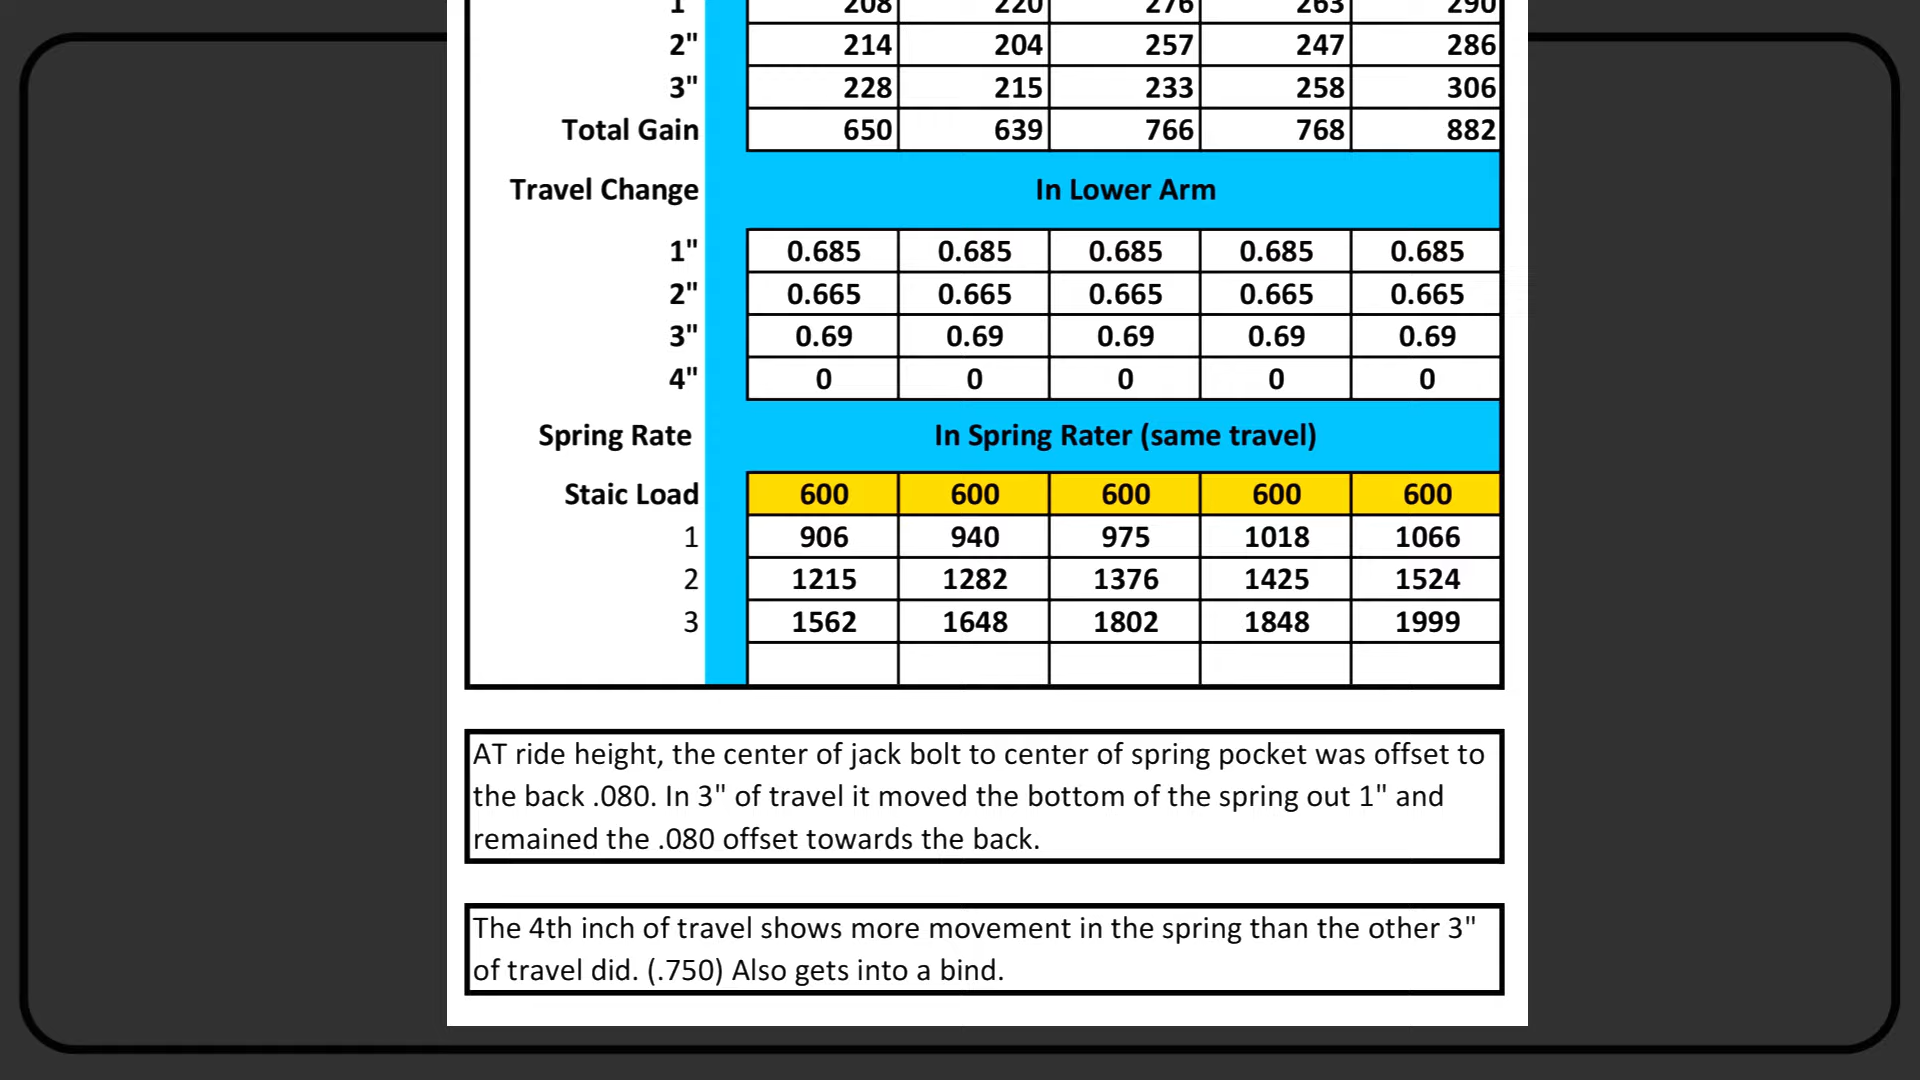 1 208 220 276 263 290
2" 214 204 257 247 286
3" 228 215 233 258 306
Total Gain 650 639 766 768 882
Travel Change In Lower Arm
1" 0.685 0.685 0.685 0.685 0.685
2" 0.665 0.665 0.665 0.665 0.665
3" 0.69 0.69 0.69 0.69 0.69
4" 0 0 0 0 0
Spring Rate In Spring Rater (same travel)
Staic Load 600 600 600 600 600
1 906 940 975 1018 1066
2 1215 1282 1376 1425 1524
3 1562 1648 1802 1848 1999
AT ride height, the center of jack bolt to center of spring pocket was offset to
the back .080. In 3" of travel it moved the bottom of the spring out 1" and
remained the .080 offset towards the back.
The 4th inch of travel shows more movement in the spring than the other 3"
of travel did. (.750) Also gets into a bind.